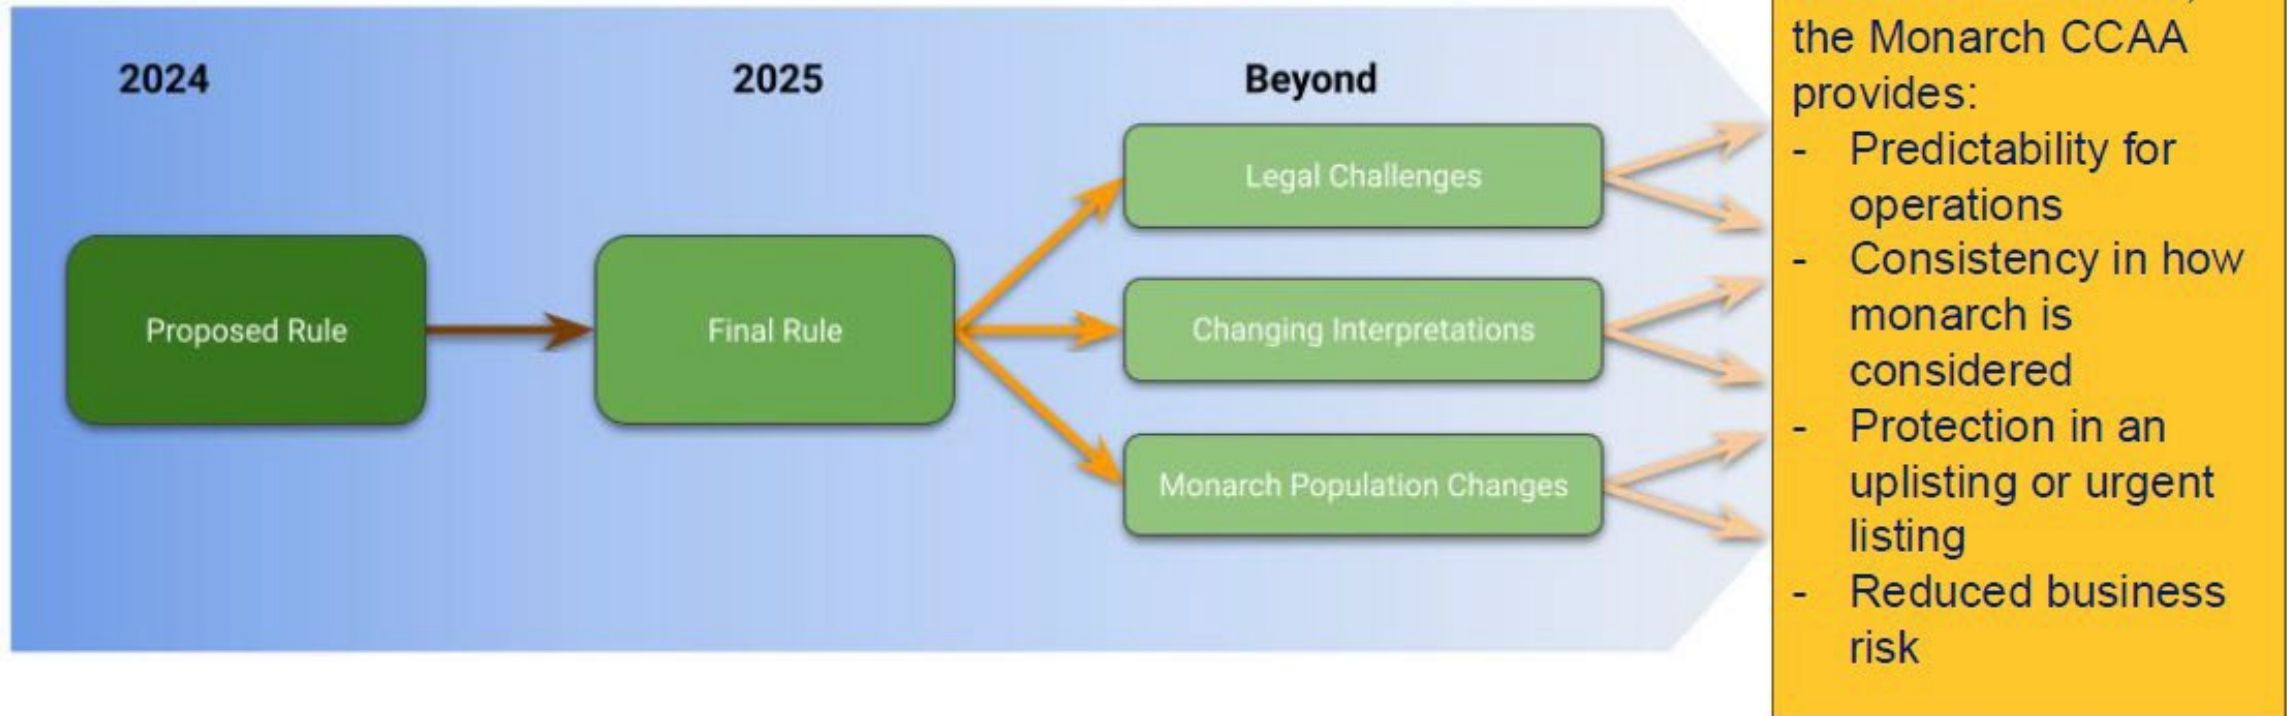 2024
2025
Beyond
Proposed Rule
Final Rule
Legal Challenges
Changing Interpretations
Monarch Population Changes
the Monarch CCAA
provides:
- Predictability for
operations
- Consistency in how
monarch is
considered
- Protection in an
uplisting or urgent
listing
- Reduced business
risk